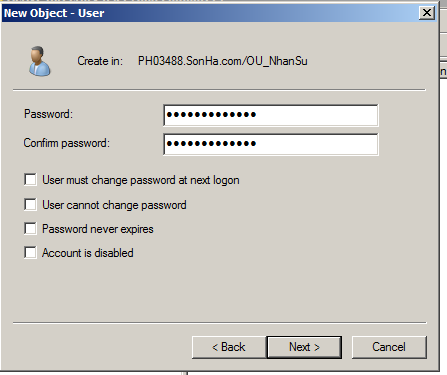 New Object - User
Create in: PH03488.SonHa.com/OU_NhanSu
Password: ●●●●●●●●●●●●●
Confirm password: ●●●●●●●●●●●●●
User must change password at next logon
User cannot change password
Password never expires
Account is disabled
< Back Next > Cancel